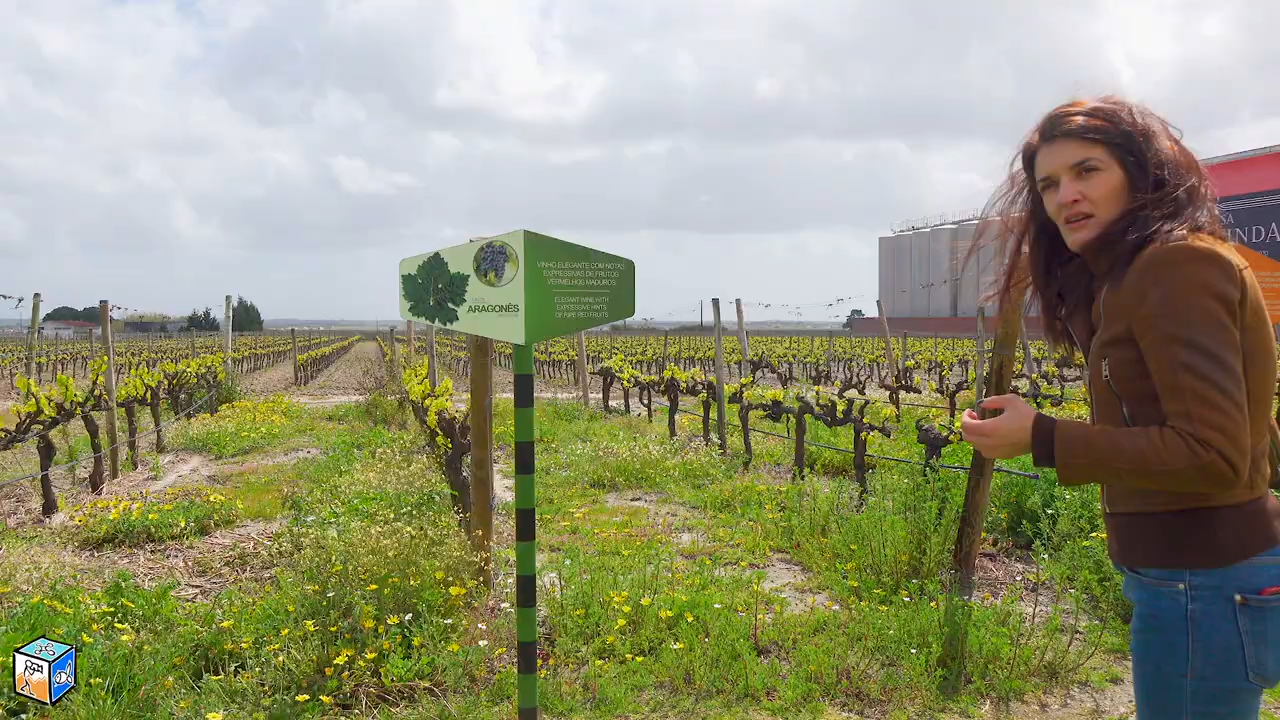 ARAGONÊS
VINHO ELEGANTE COM NOTAS
EXPRESSIVAS DE FRUTOS
VERMELHOS MADUROS
ELEGANT WINE WITH
EXPRESSIVE HINTS
OF RIPE RED FRUITS